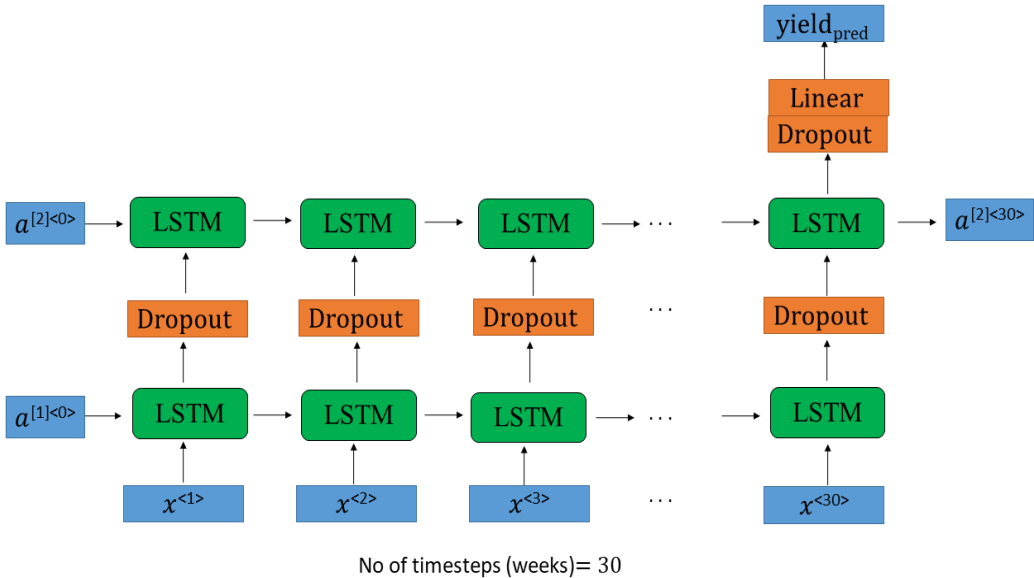 yield_pred
Linear
Dropout
a^[2]<0> LSTM LSTM LSTM ... LSTM a^[2]<30>
Dropout Dropout Dropout ... Dropout
a^[1]<0> LSTM LSTM LSTM ... LSTM
x^<1> x^<2> x^<3> ... x^<30>
No of timesteps (weeks)= 30